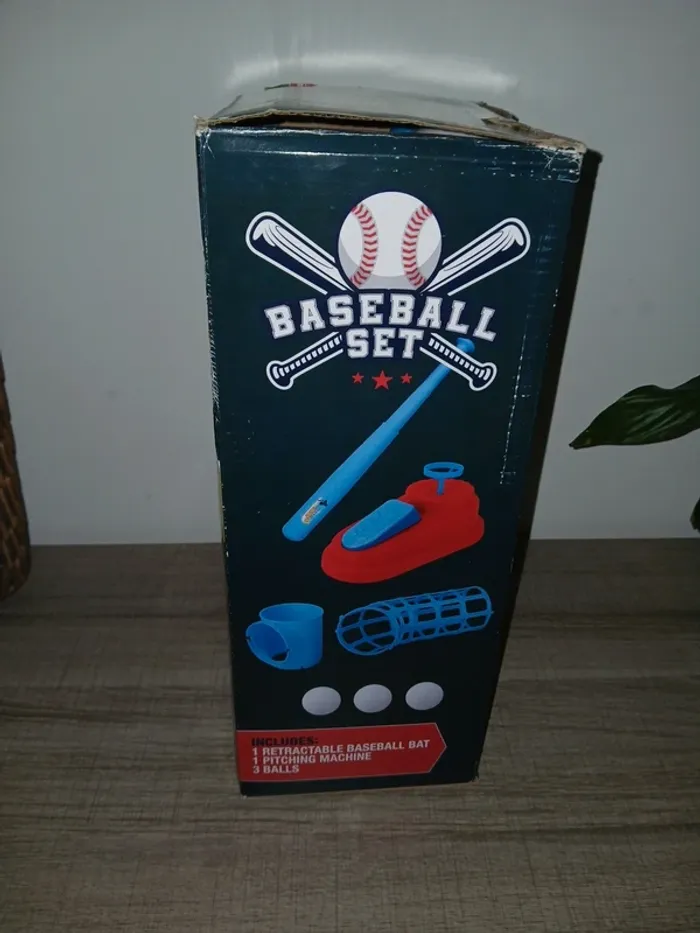 BASEBALL
SET
INCLUDES:
1 RETRACTABLE BASEBALL BAT
1 PITCHING MACHINE
3 BALLS